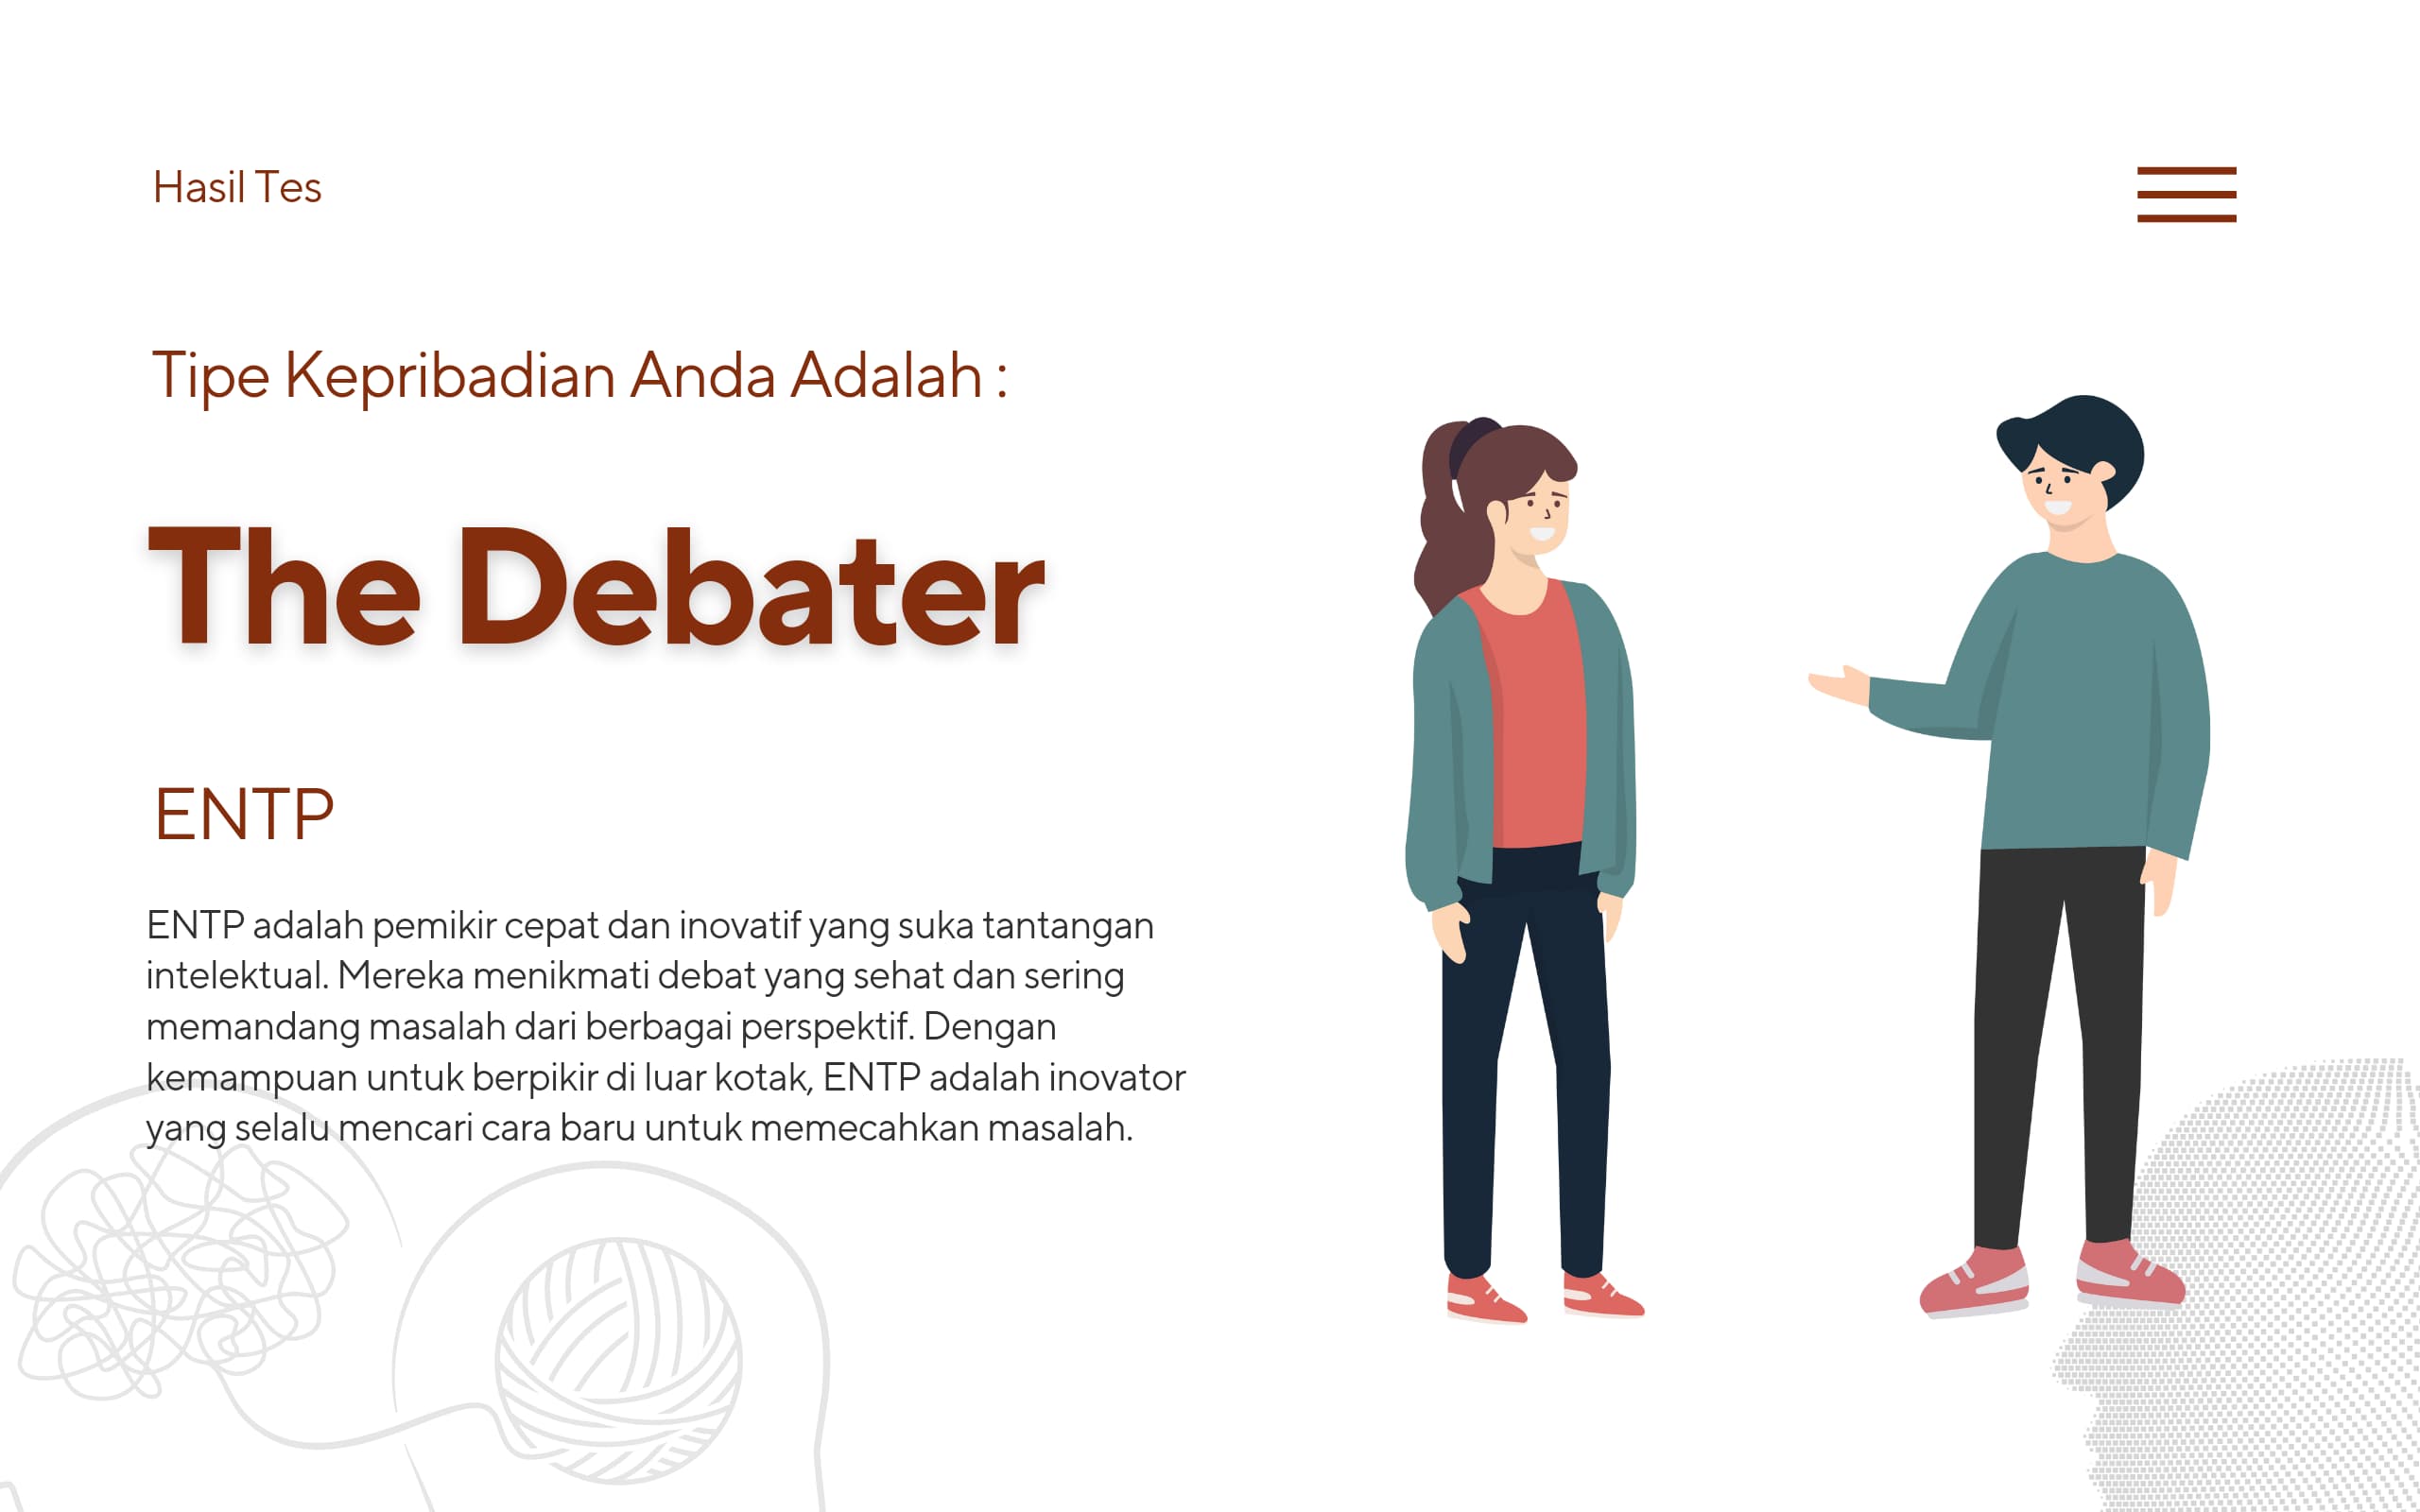 Hasil Tes
Tipe Kepribadian Anda Adalah :
The Debater
ENTP
ENTP adalah pemikir cepat dan inovatif yang suka tantangan
intelektual. Mereka menikmati debat yang sehat dan sering
memandang masalah dari berbagai perspektif. Dengan
kemampuan untuk berpikir di luar kotak, ENTP adalah inovator
yang selalu mencari cara baru untuk memecahkan masalah.